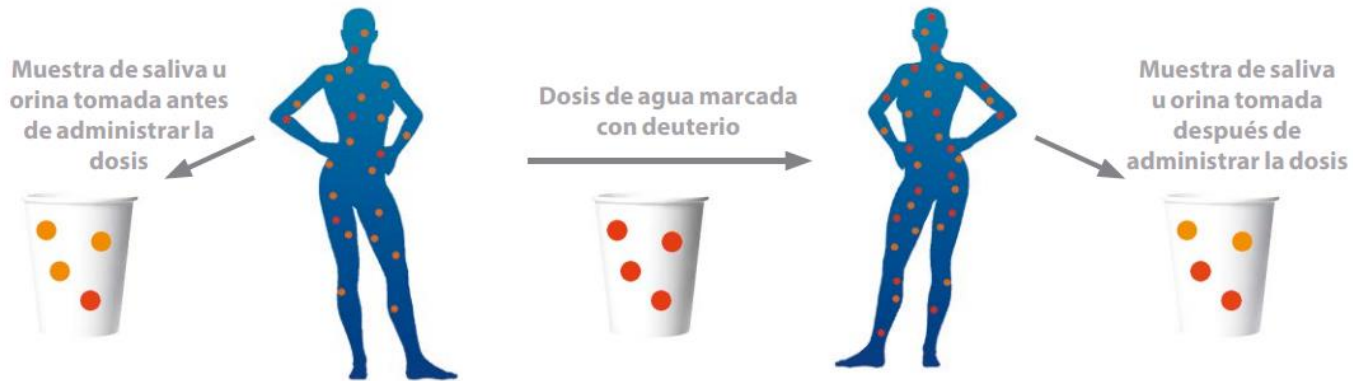 Muestra de saliva u
orina tomada antes
de administrar la
dosis
Dosis de agua marcada
con deuterio
Muestra de saliva
u orina tomada
después de
administrar la dosis